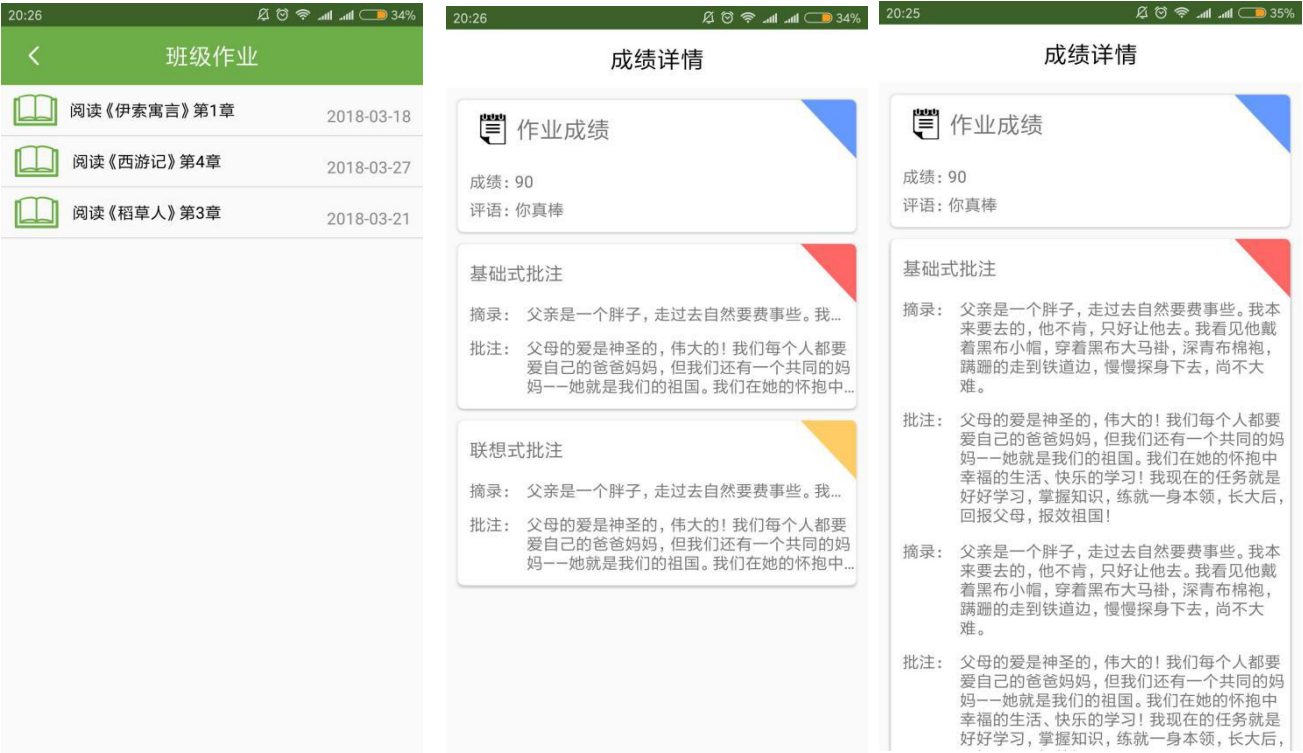 20:26
34%
班级作业
阅读《伊索寓言》第1章
2018-03-18
阅读《西游记》第4章
2018-03-27
阅读《稻草人》第3章
2018-03-21
20:26
34%
成绩详情
作业成绩
成绩: 90
评语: 你真棒
基础式批注
摘录: 父亲是一个胖子, 走过去自然要费事些。我…
批注: 父母的爱是神圣的, 伟大的! 我们每个人都要
爱自己的爸爸妈妈, 但我们还有一个共同的妈
妈——她就是我们的祖国。我们在她的怀抱中…
联想式批注
摘录: 父亲是一个胖子, 走过去自然要费事些。我…
批注: 父母的爱是神圣的, 伟大的! 我们每个人都要
爱自己的爸爸妈妈, 但我们还有一个共同的妈
妈——她就是我们的祖国。我们在她的怀抱中…
20:25
35%
成绩详情
作业成绩
成绩: 90
评语: 你真棒
基础式批注
摘录: 父亲是一个胖子, 走过去自然要费事些。我本
来要去的, 他不肯, 只好让他去。我看见他戴
着黑布小帽, 穿着黑布大马褂, 深青布棉袍,
蹒跚的走到铁道边, 慢慢探身下去, 尚不大
难。
批注: 父母的爱是神圣的, 伟大的! 我们每个人都要
爱自己的爸爸妈妈, 但我们还有一个共同的妈
妈——她就是我们的祖国。我们在她的怀抱中
幸福的生活、快乐的学习! 我现在的任务就是
好好学习, 掌握知识, 练就一身本领, 长大后,
回报父母, 报效祖国!
摘录: 父亲是一个胖子, 走过去自然要费事些。我本
来要去的, 他不肯, 只好让他去。我看见他戴
着黑布小帽, 穿着黑布大马褂, 深青布棉袍,
蹒跚的走到铁道边, 慢慢探身下去, 尚不大
难。
批注: 父母的爱是神圣的, 伟大的! 我们每个人都要
爱自己的爸爸妈妈, 但我们还有一个共同的妈
妈——她就是我们的祖国。我们在她的怀抱中
幸福的生活、快乐的学习! 我现在的任务就是
好好学习, 掌握知识, 练就一身本领, 长大后,